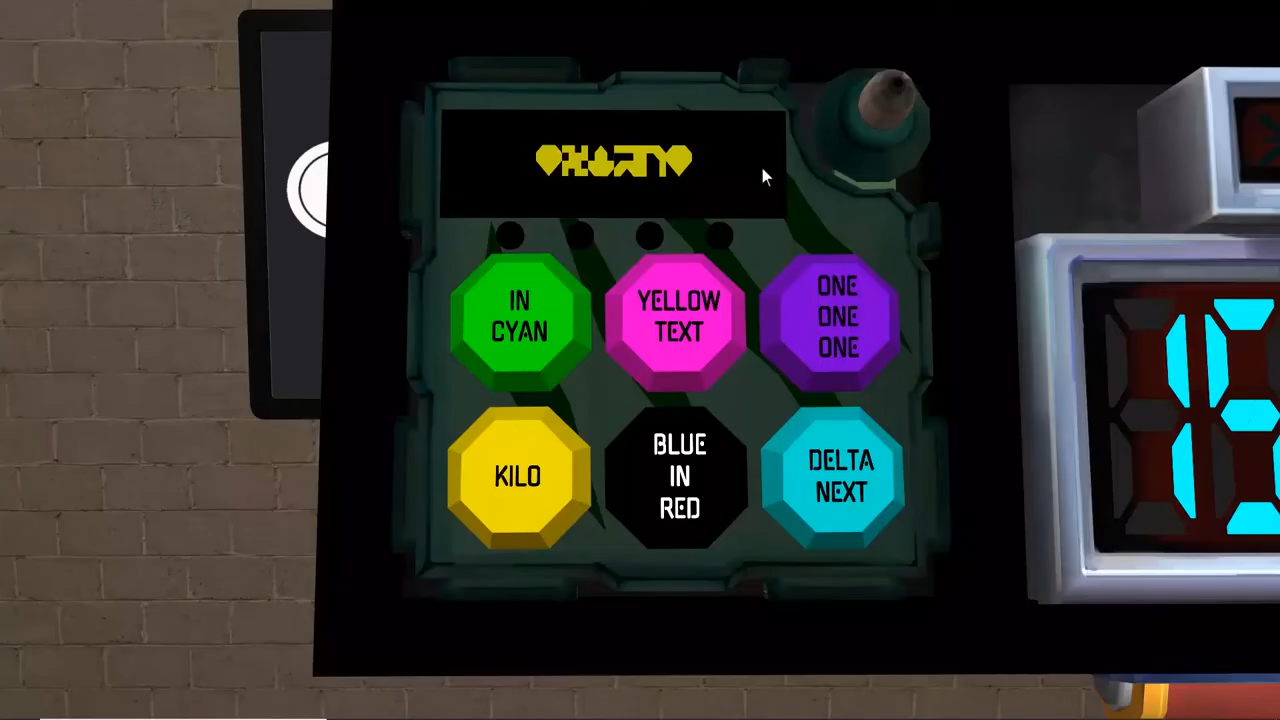 IN
CYAN
YELLOW
TEXT
ONE
ONE
ONE
KILO
BLUE
IN
RED
DELTA
NEXT